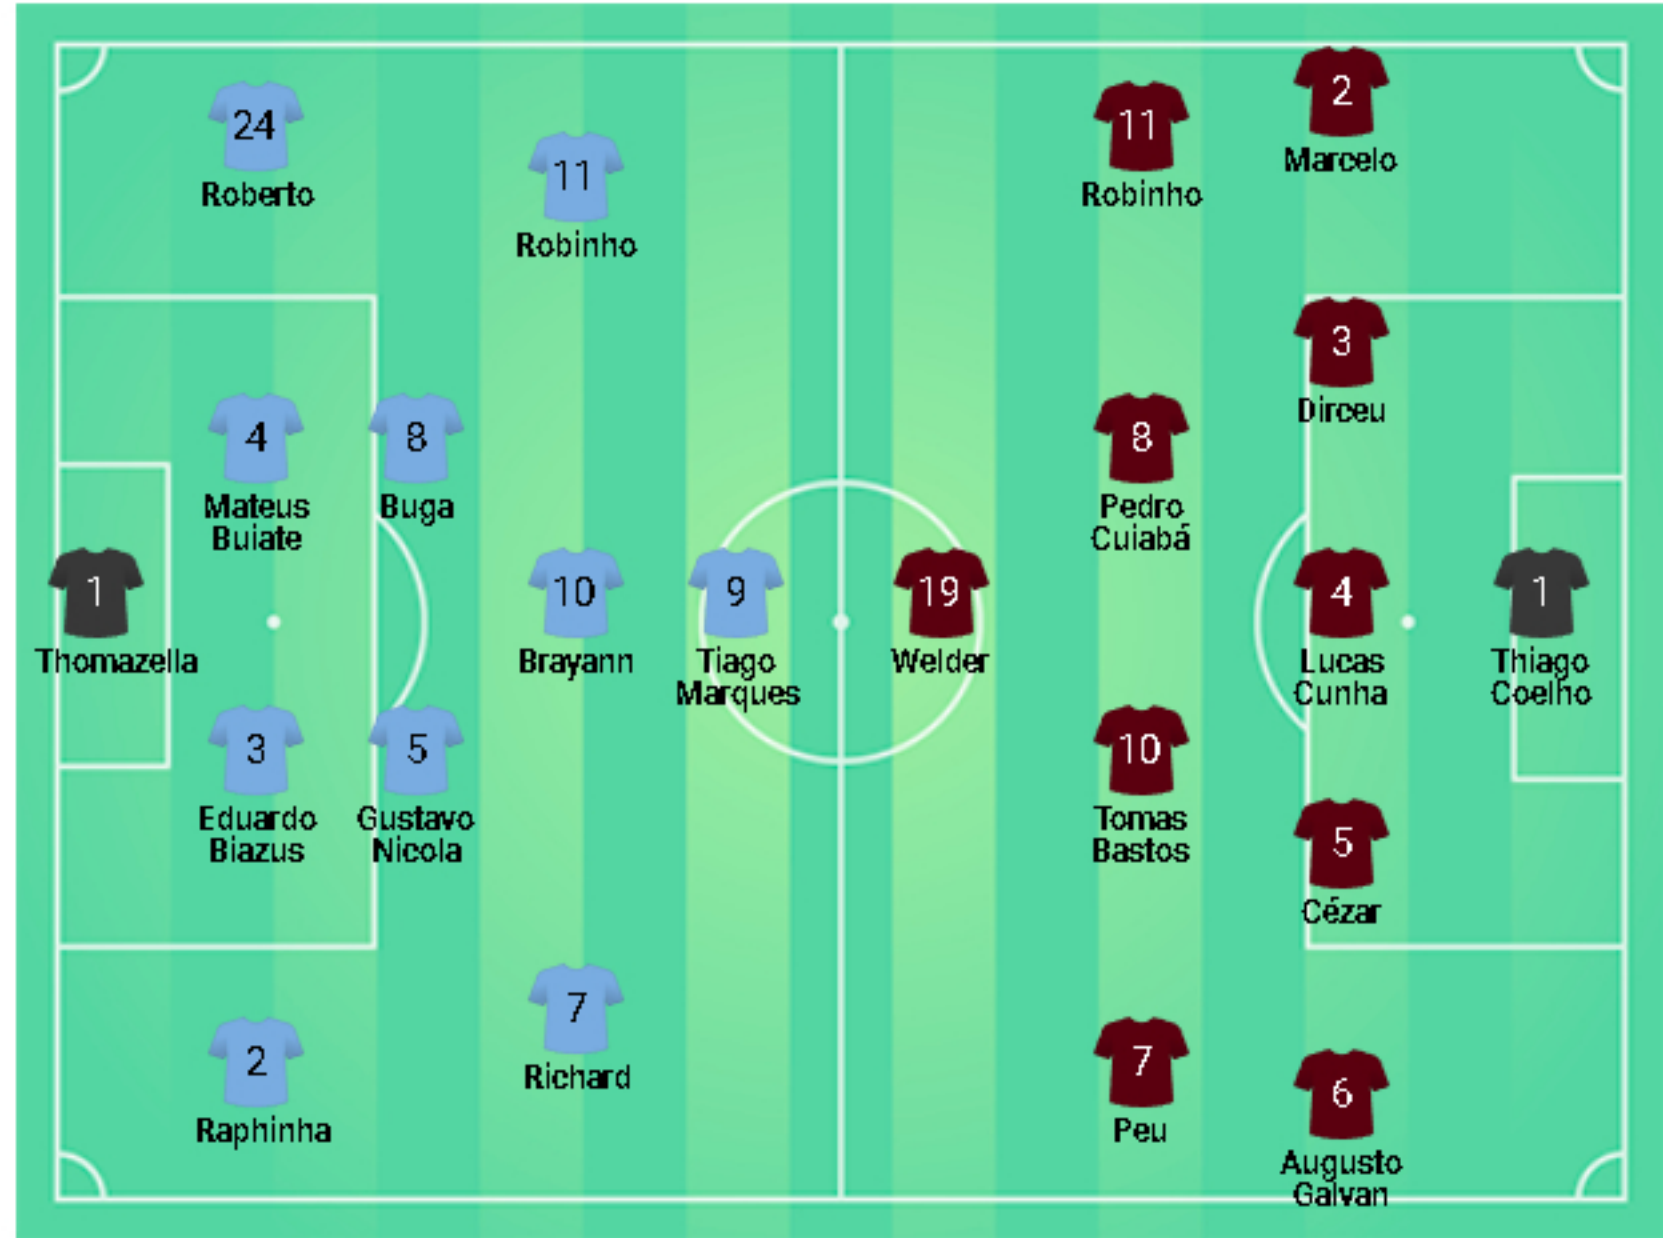 24
Roberto
11
Robinho
4
Mateus
Buiate
8
Buga
1
Thomazella
10
Brayann
9
Tiago
Marques
3
Eduardo
Biazus
5
Gustavo
Nicola
7
Richard
2
Raphinha
2
Marcelo
11
Robinho
3
Dirceu
8
Pedro
Cuiabá
19
Welder
4
Lucas
Cunha
1
Thiago
Coelho
10
Tomas
Bastos
5
Cézar
7
Peu
6
Augusto
Galvan